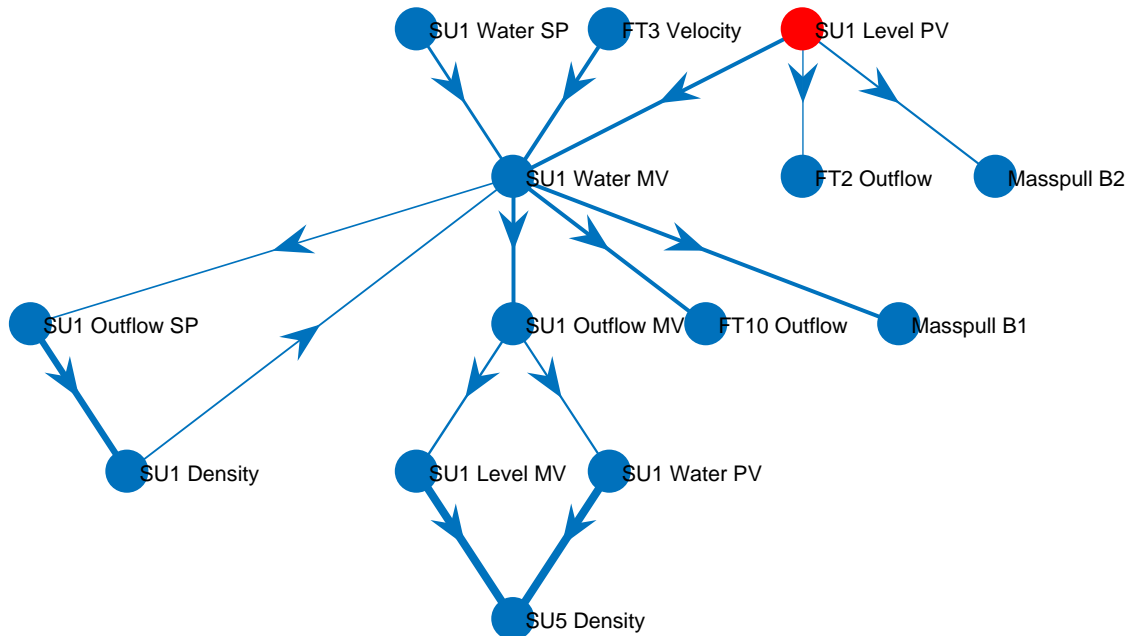 SU1 Water SP
FT3 Velocity
SU1 Level PV
SU1 Water MV
FT2 Outflow
Masspull B2
SU1 Outflow SP
SU1 Outflow MV
FT10 Outflow
Masspull B1
SU1 Density
SU1 Level MV
SU1 Water PV
SU5 Density